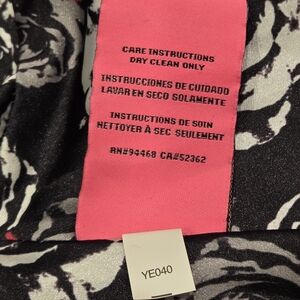 CARE INSTRUCTIONS
DRY CLEAN ONLY
INSTRUCCIONES DE CUIDADO
LAVAR EN SECO SOLAMENTE
INSTRUCTIONS DE SOIN
NETTOYER À SEC SEULEMENT
RN#94468 CA#52362
YE040